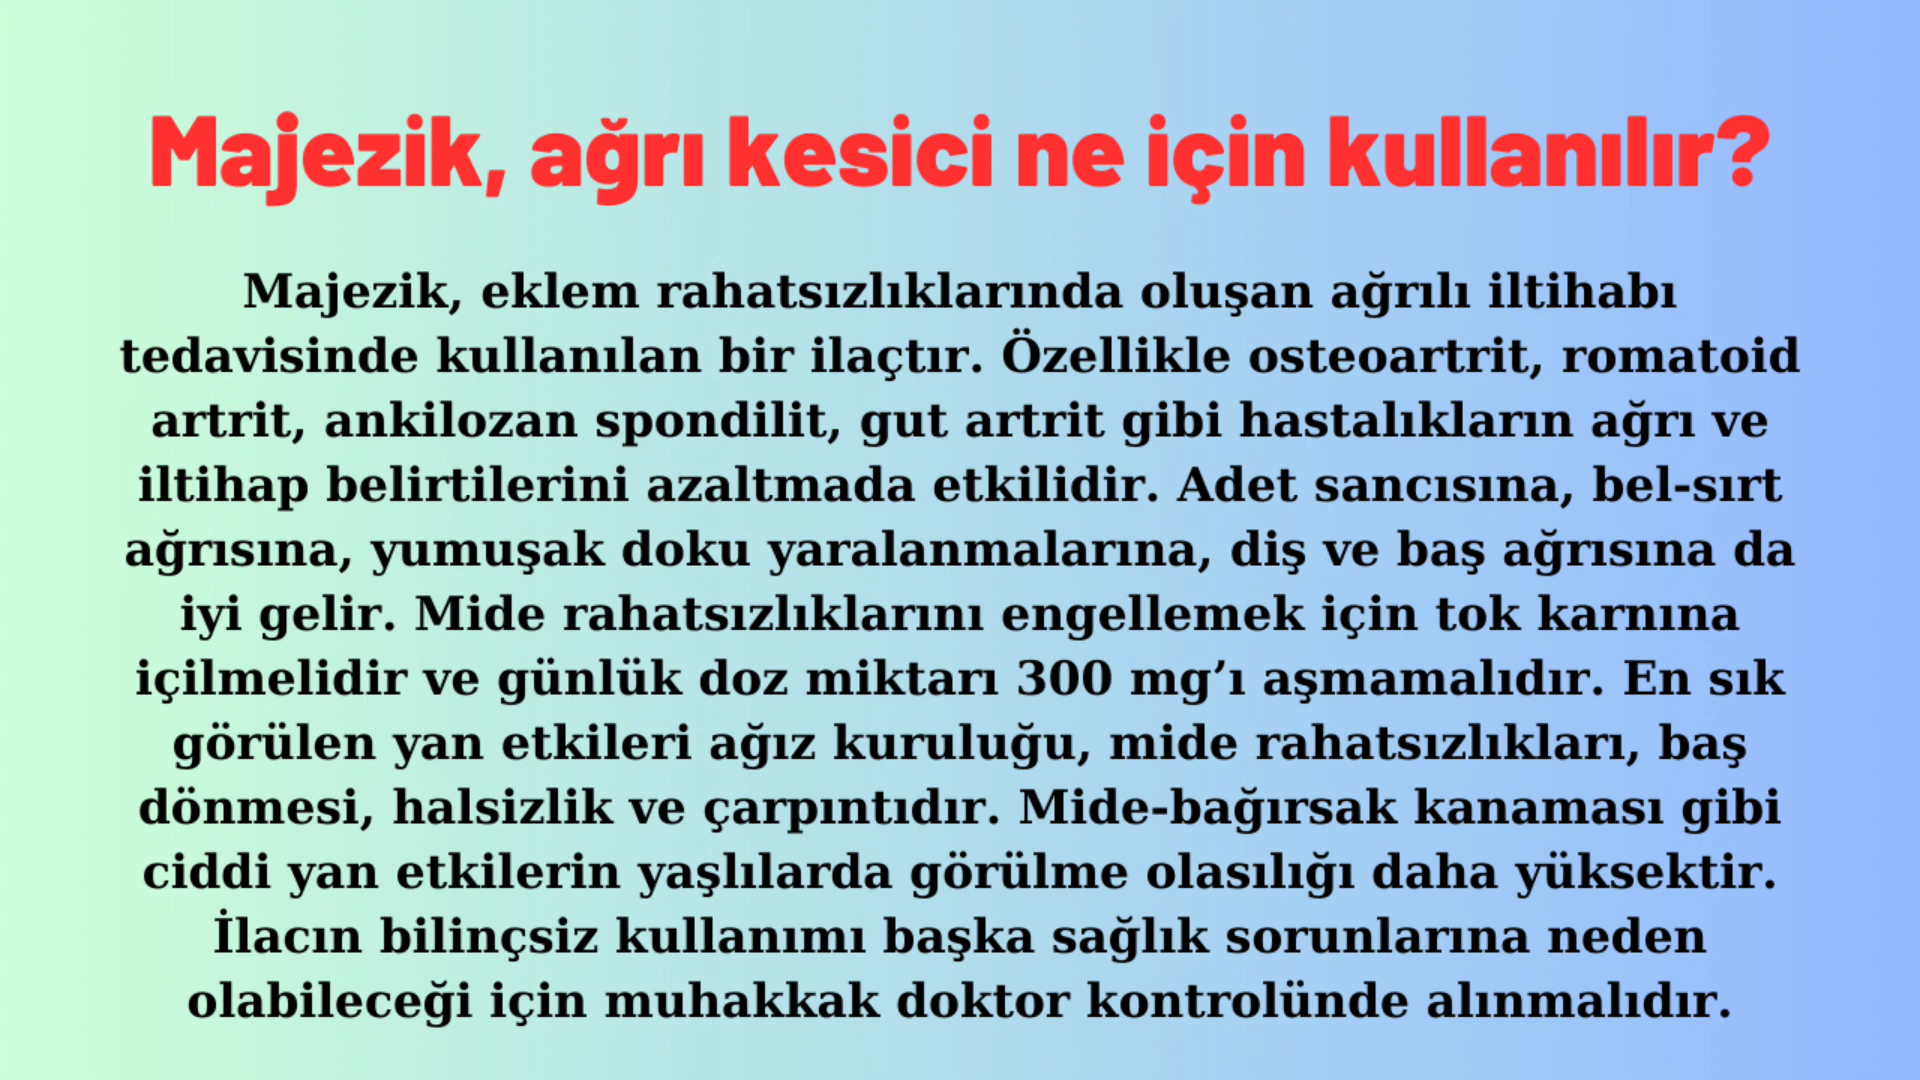 Majezik, ağrı kesici ne için kullanılır?
Majezik, eklem rahatsızlıklarında oluşan ağrılı iltihabı
tedavisinde kullanılan bir ilaçtır. Özellikle osteoartrit, romatoid
artrit, ankilozan spondilit, gut artrit gibi hastalıkların ağrı ve
iltihap belirtilerini azaltmada etkilidir. Adet sancısına, bel-sırt
ağrısına, yumuşak doku yaralanmalarına, diş ve baş ağrısına da
iyi gelir. Mide rahatsızlıklarını engellemek için tok karnına
içilmelidir ve günlük doz miktarı 300 mg’ı aşmamalıdır. En sık
görülen yan etkileri ağız kuruluğu, mide rahatsızlıkları, baş
dönmesi, halsizlik ve çarpıntıdır. Mide-bağırsak kanaması gibi
ciddi yan etkilerin yaşlılarda görülme olasılığı daha yüksektir.
İlacın bilinçsiz kullanımı başka sağlık sorunlarına neden
olabileceği için muhakkak doktor kontrolünde alınmalıdır.